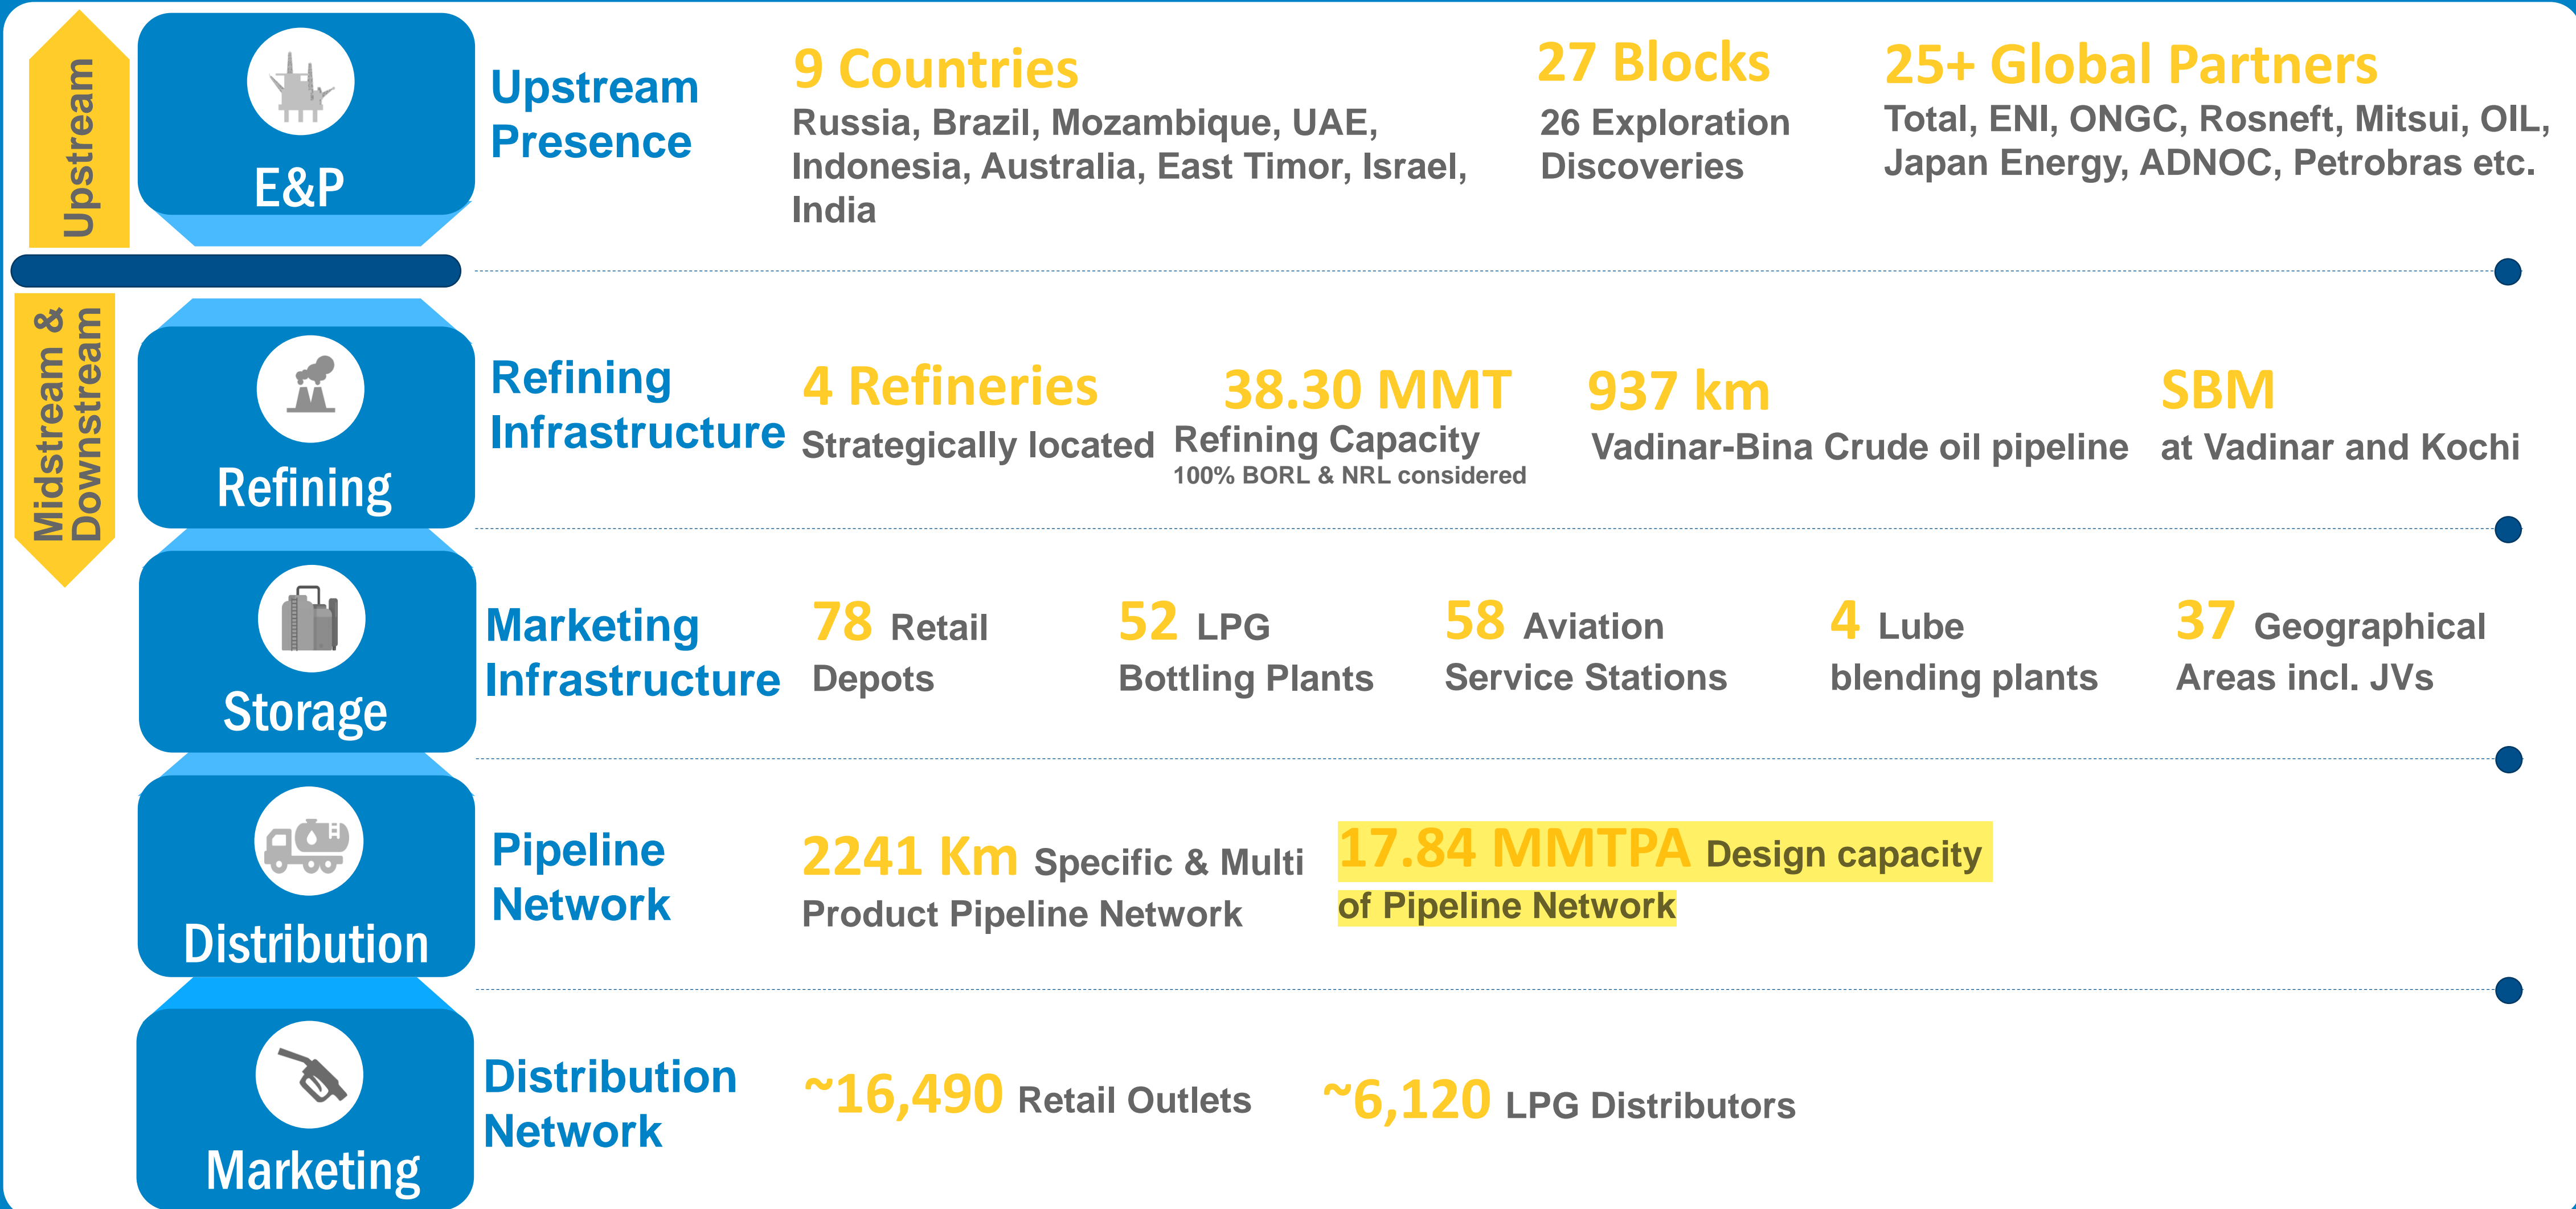 Upstream
E&P
Upstream
Presence
9 Countries
Russia, Brazil, Mozambique, UAE,
Indonesia, Australia, East Timor, Israel,
India
27 Blocks
26 Exploration
Discoveries
25+ Global Partners
Total, ENI, ONGC, Rosneft, Mitsui, OIL,
Japan Energy, ADNOC, Petrobras etc.
Midstream &
Downstream
Refining
Refining
Infrastructure
4 Refineries
Strategically located
38.30 MMT
Refining Capacity
100% BORL & NRL considered
937 km
Vadinar-Bina Crude oil pipeline
SBM
at Vadinar and Kochi
Storage
Marketing
Infrastructure
78 Retail
Depots
52 LPG
Bottling Plants
58 Aviation
Service Stations
4 Lube
blending plants
37 Geographical
Areas incl. JVs
Distribution
Pipeline
Network
2241 Km Specific & Multi
Product Pipeline Network
17.84 MMTPA Design capacity
of Pipeline Network
Marketing
Distribution
Network
~16,490 Retail Outlets
~6,120 LPG Distributors